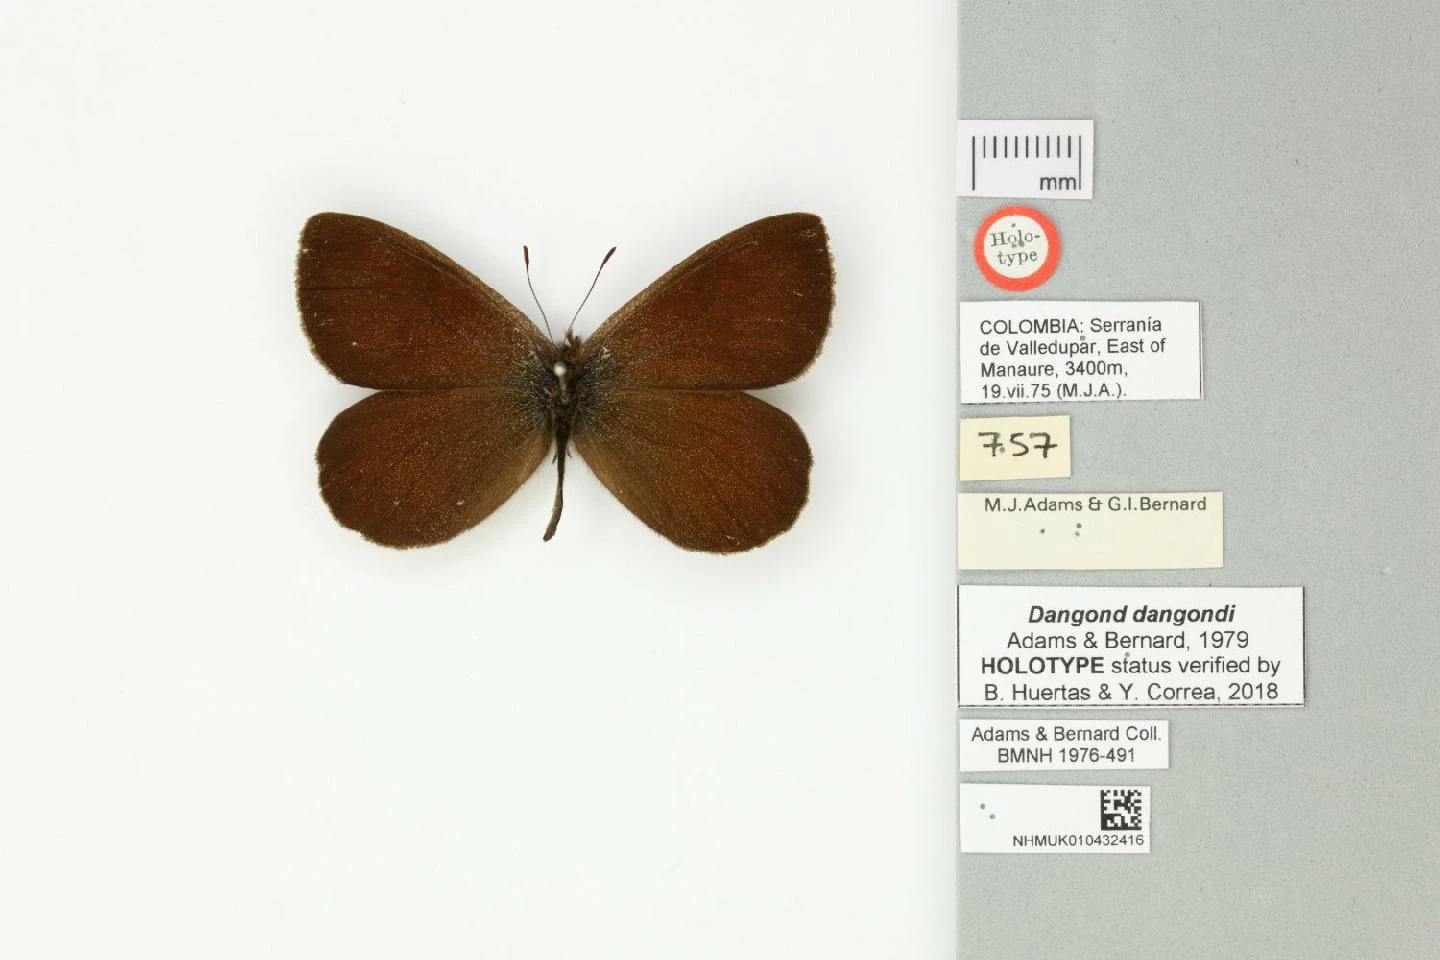 mm
Holo-
type
COLOMBIA: Serranía
de Valledupar, East of
Manaure, 3400m,
19.vii.75 (M.J.A.).
757
M.J.Adams & G.I.Bernard
Dangond dangondi
Adams & Bernard, 1979
HOLOTYPE status verified by
B. Huertas & Y. Correa, 2018
Adams & Bernard Coll.
BMNH 1976-491
NHMUK010432416